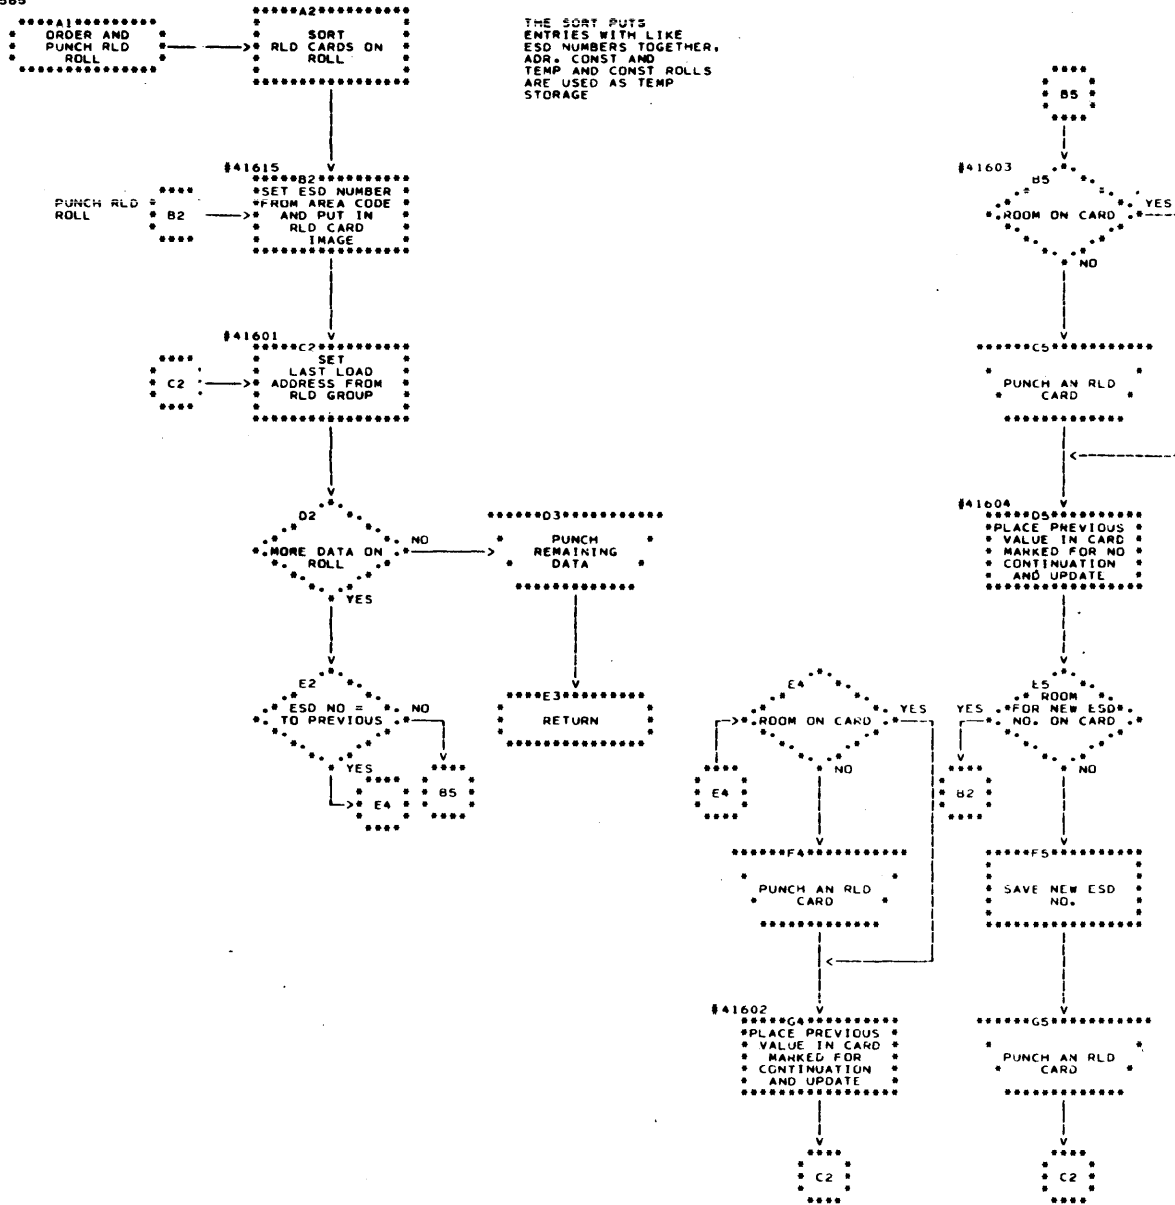 A1
ORDER AND
PUNCH RLD
ROLL
A2
SORT
RLD CARDS ON
ROLL
THE SORT PUTS
ENTRIES WITH LIKE
ESD NUMBERS TOGETHER,
ADR. CONST AND
TEMP AND CONST ROLLS
ARE USED AS TEMP
STORAGE
B5
#41615
B2
SET ESD NUMBER
FROM AREA CODE
AND PUT IN
RLD CARD
IMAGE
PUNCH RLD
ROLL
B2
#41603
B5
ROOM ON CARD
YES
NO
#41601
C2
SET
LAST LOAD
ADDRESS FROM
RLD GROUP
C2
C5
PUNCH AN RLD
CARD
D2
MORE DATA ON
ROLL
NO
YES
D3
PUNCH
REMAINING
DATA
#41604
D5
PLACE PREVIOUS
VALUE IN CARD
MARKED FOR NO
CONTINUATION
AND UPDATE
E2
ESD NO =
TO PREVIOUS
NO
YES
E3
RETURN
E4
ROOM ON CARD
YES
NO
E5
ROOM
FOR NEW ESD
NO. ON CARD
YES
NO
E4
B5
E4
B2
F4
PUNCH AN RLD
CARD
F5
SAVE NEW ESD
NO.
#41602
G4
PLACE PREVIOUS
VALUE IN CARD
MARKED FOR
CONTINUATION
AND UPDATE
G5
PUNCH AN RLD
CARD
C2
C2